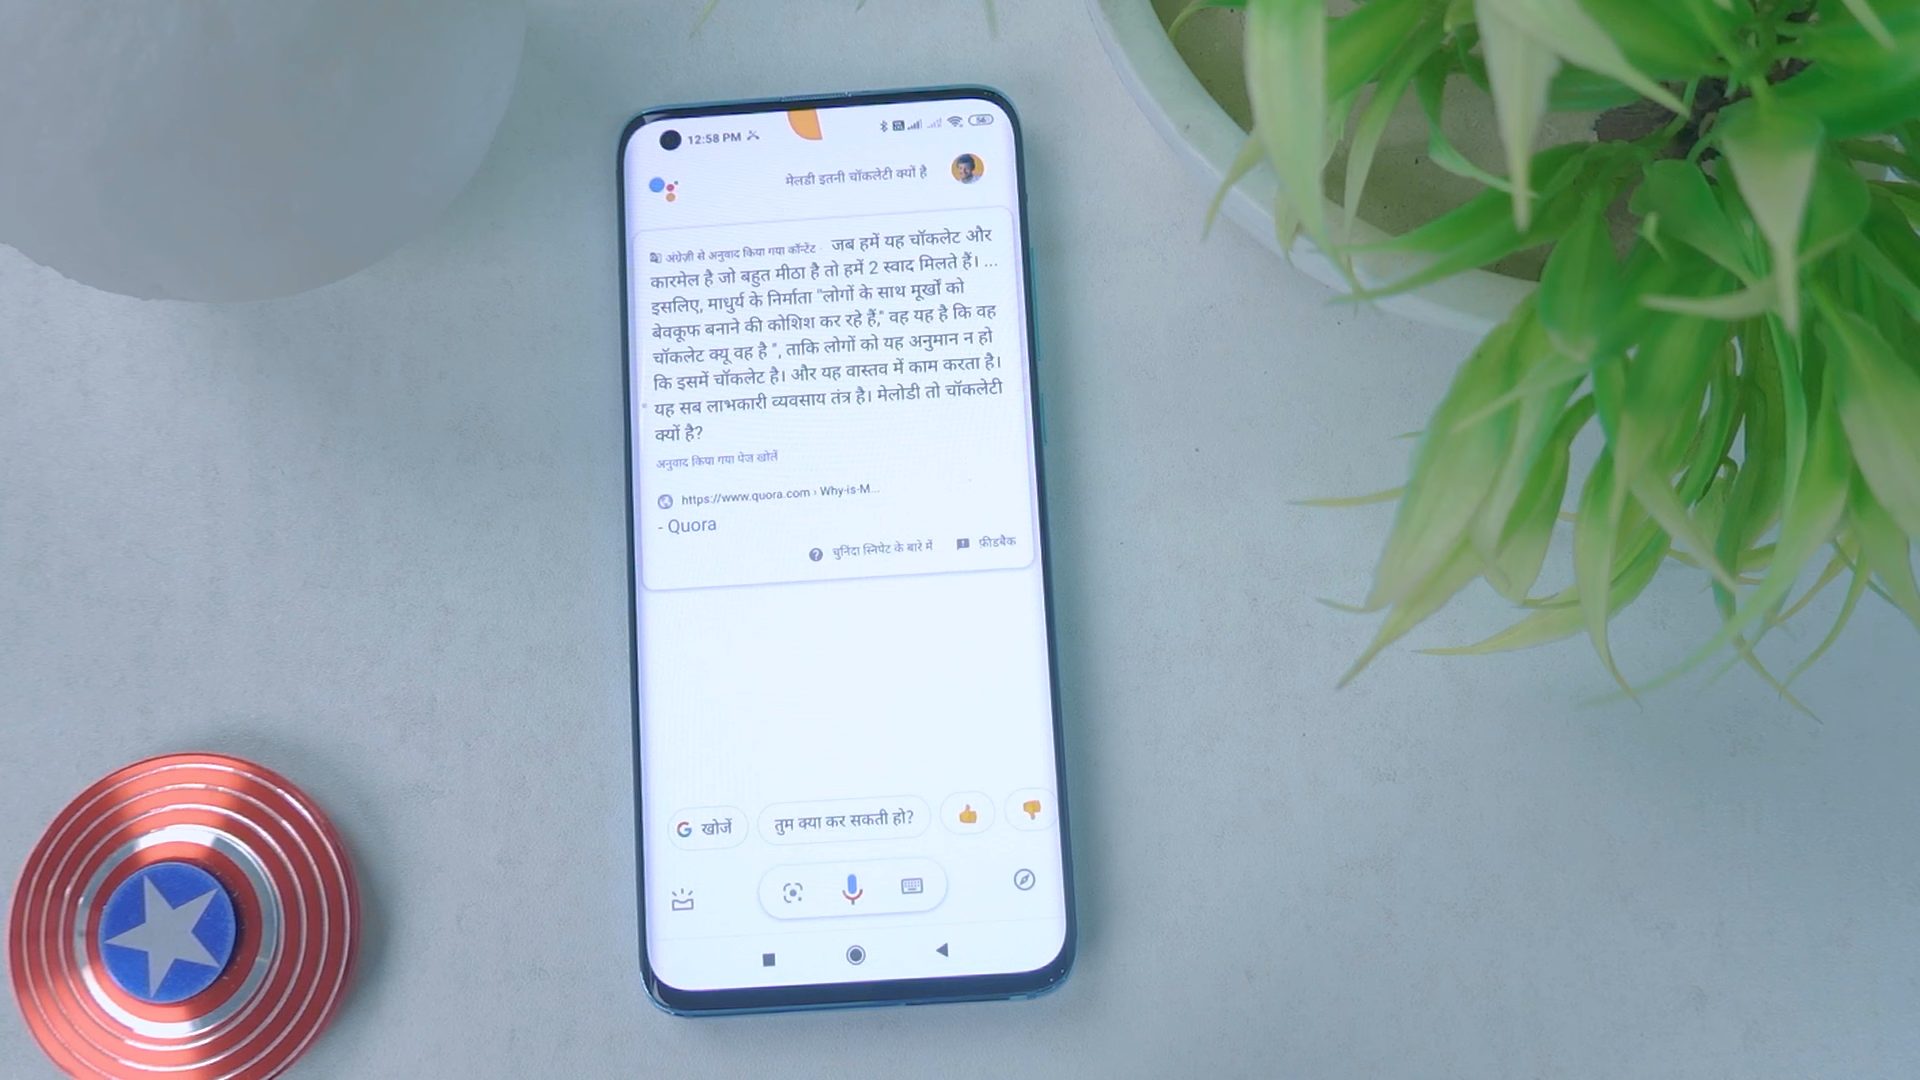 12:58 PM
56
मेलडी इतनी चॉकलेटी क्यों है
अंग्रेज़ी से अनुवाद किया गया कॉन्टेंट · जब हमें यह चॉकलेट और
कारमेल है जो बहुत मीठा है तो हमें 2 स्वाद मिलते हैं। ...
इसलिए, माधुर्य के निर्माता "लोगों के साथ मूर्खों को
बेवकूफ बनाने की कोशिश कर रहे हैं," वह यह है कि वह
चॉकलेट क्यू वह है ", ताकि लोगों को यह अनुमान न हो
कि इसमें चॉकलेट है। और यह वास्तव में काम करता है।
यह सब लाभकारी व्यवसाय तंत्र है। मेलोडी तो चॉकलेटी
क्यों है?
अनुवाद किया गया पेज खोलें
https://www.quora.com › Why-is-M...
- Quora
चुनिंदा स्निपेट के बारे में
फ़ीडबैक
G खोजें
तुम क्या कर सकती हो?